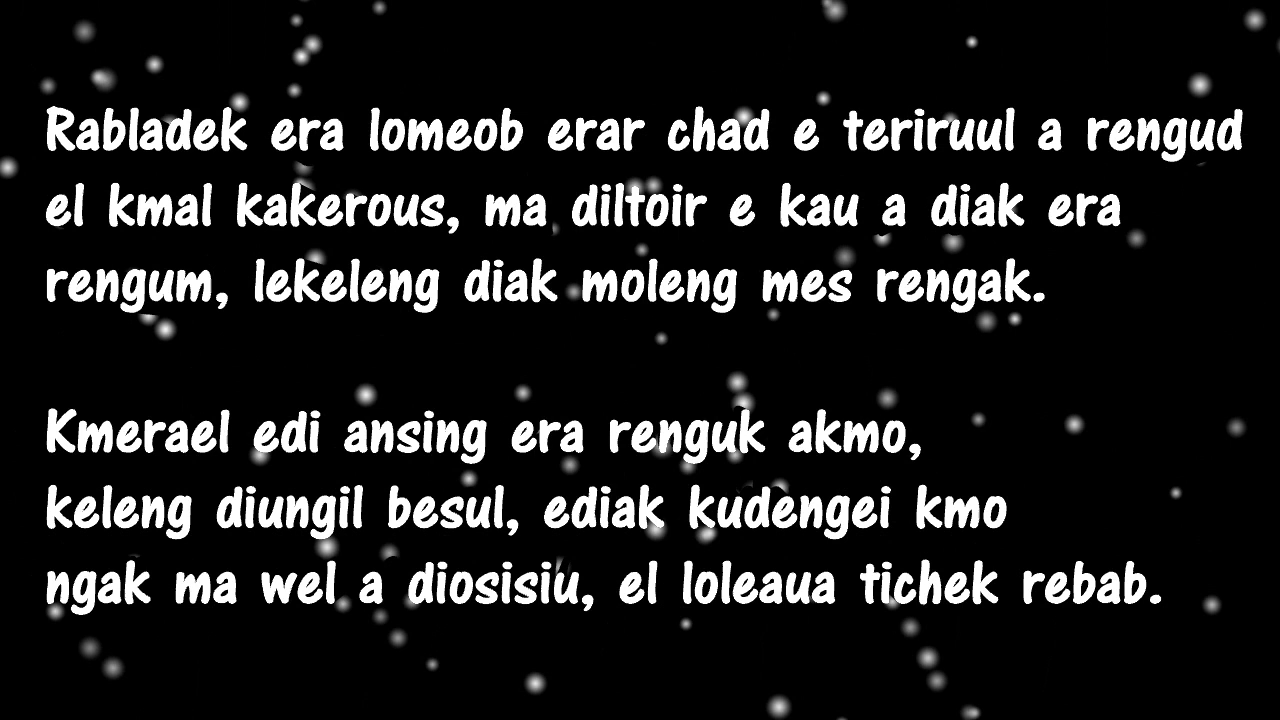 Rabladek era lomeob erar chad e teriruul a rengud
el kmal kakerous, ma diltoir e kau a diak era
rengum, lekeleng diak moleng mes rengak.
Kmerael edi ansing era renguk akmo,
keleng diungil besul, ediak kudengei kmo
ngak ma wel a diosisiu, el loleaua tichek rebab.